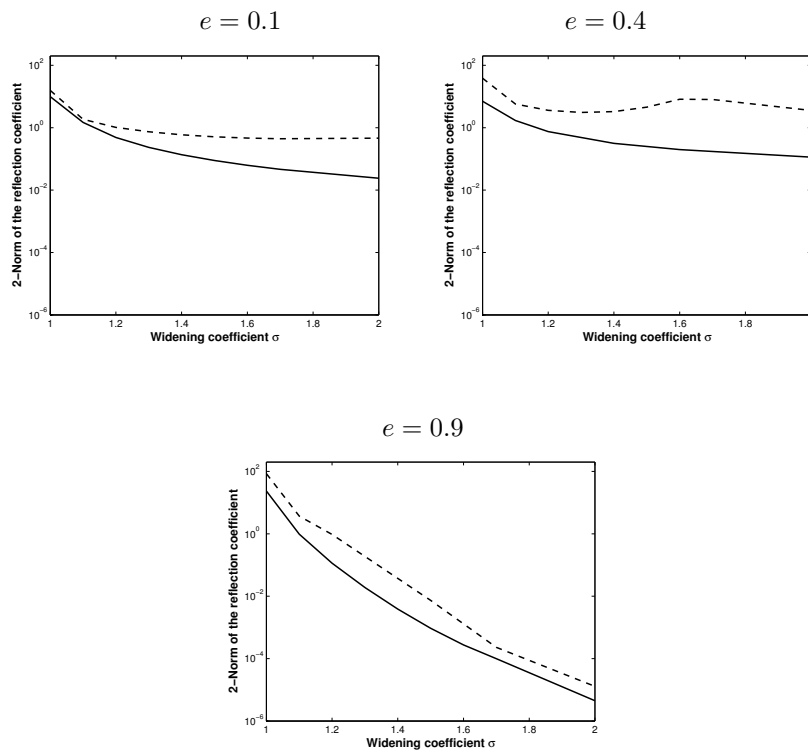 e = 0.1
2−Norm of the reflection coefficient
10^2
10^0
10^−2
10^−4
10^−6
1 1.2 1.4 1.6 1.8 2
Widening coefficient σ
e = 0.4
2−Norm of the reflection coefficient
10^2
10^0
10^−2
10^−4
10^−6
1 1.2 1.4 1.6 1.8
Widening coefficient σ
e = 0.9
2−Norm of the reflection coefficient
10^2
10^0
10^−2
10^−4
10^−6
1 1.2 1.4 1.6 1.8 2
Widening coefficient σ